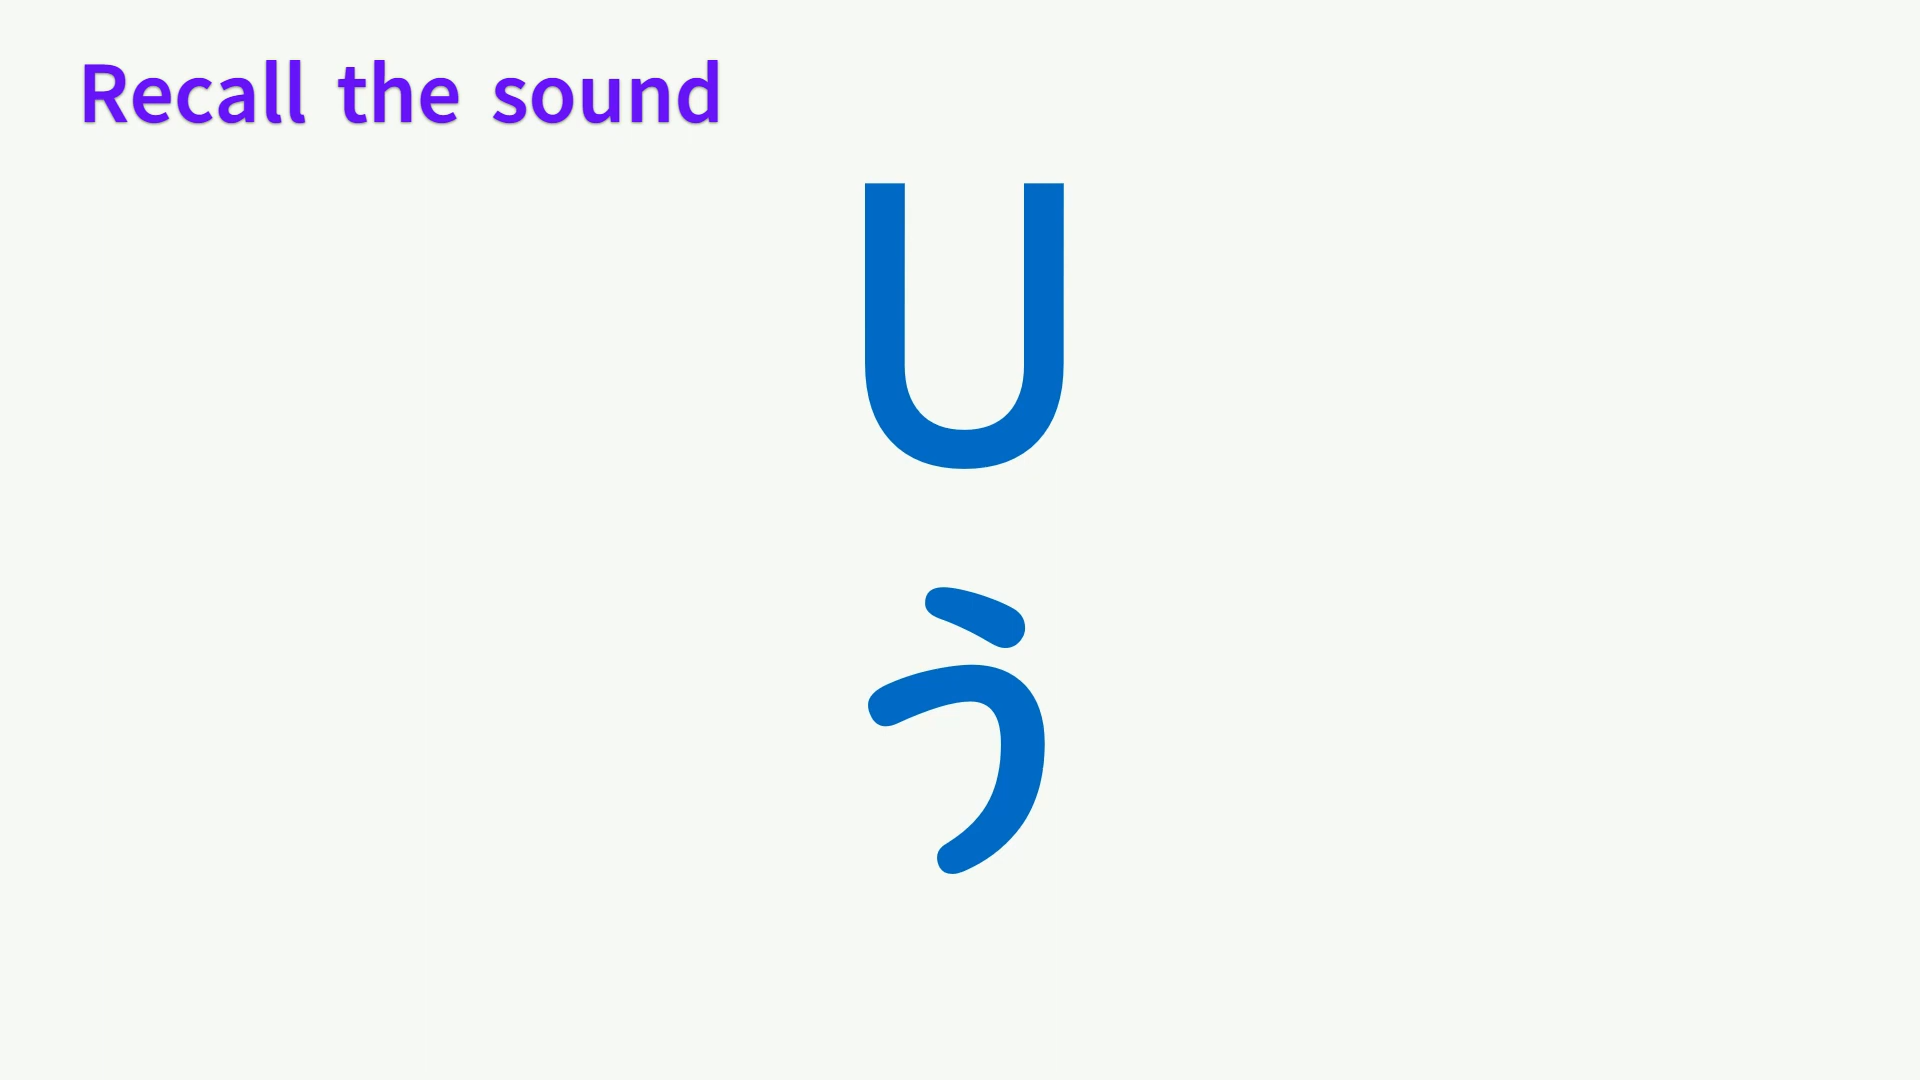 Recall the sound
U
う